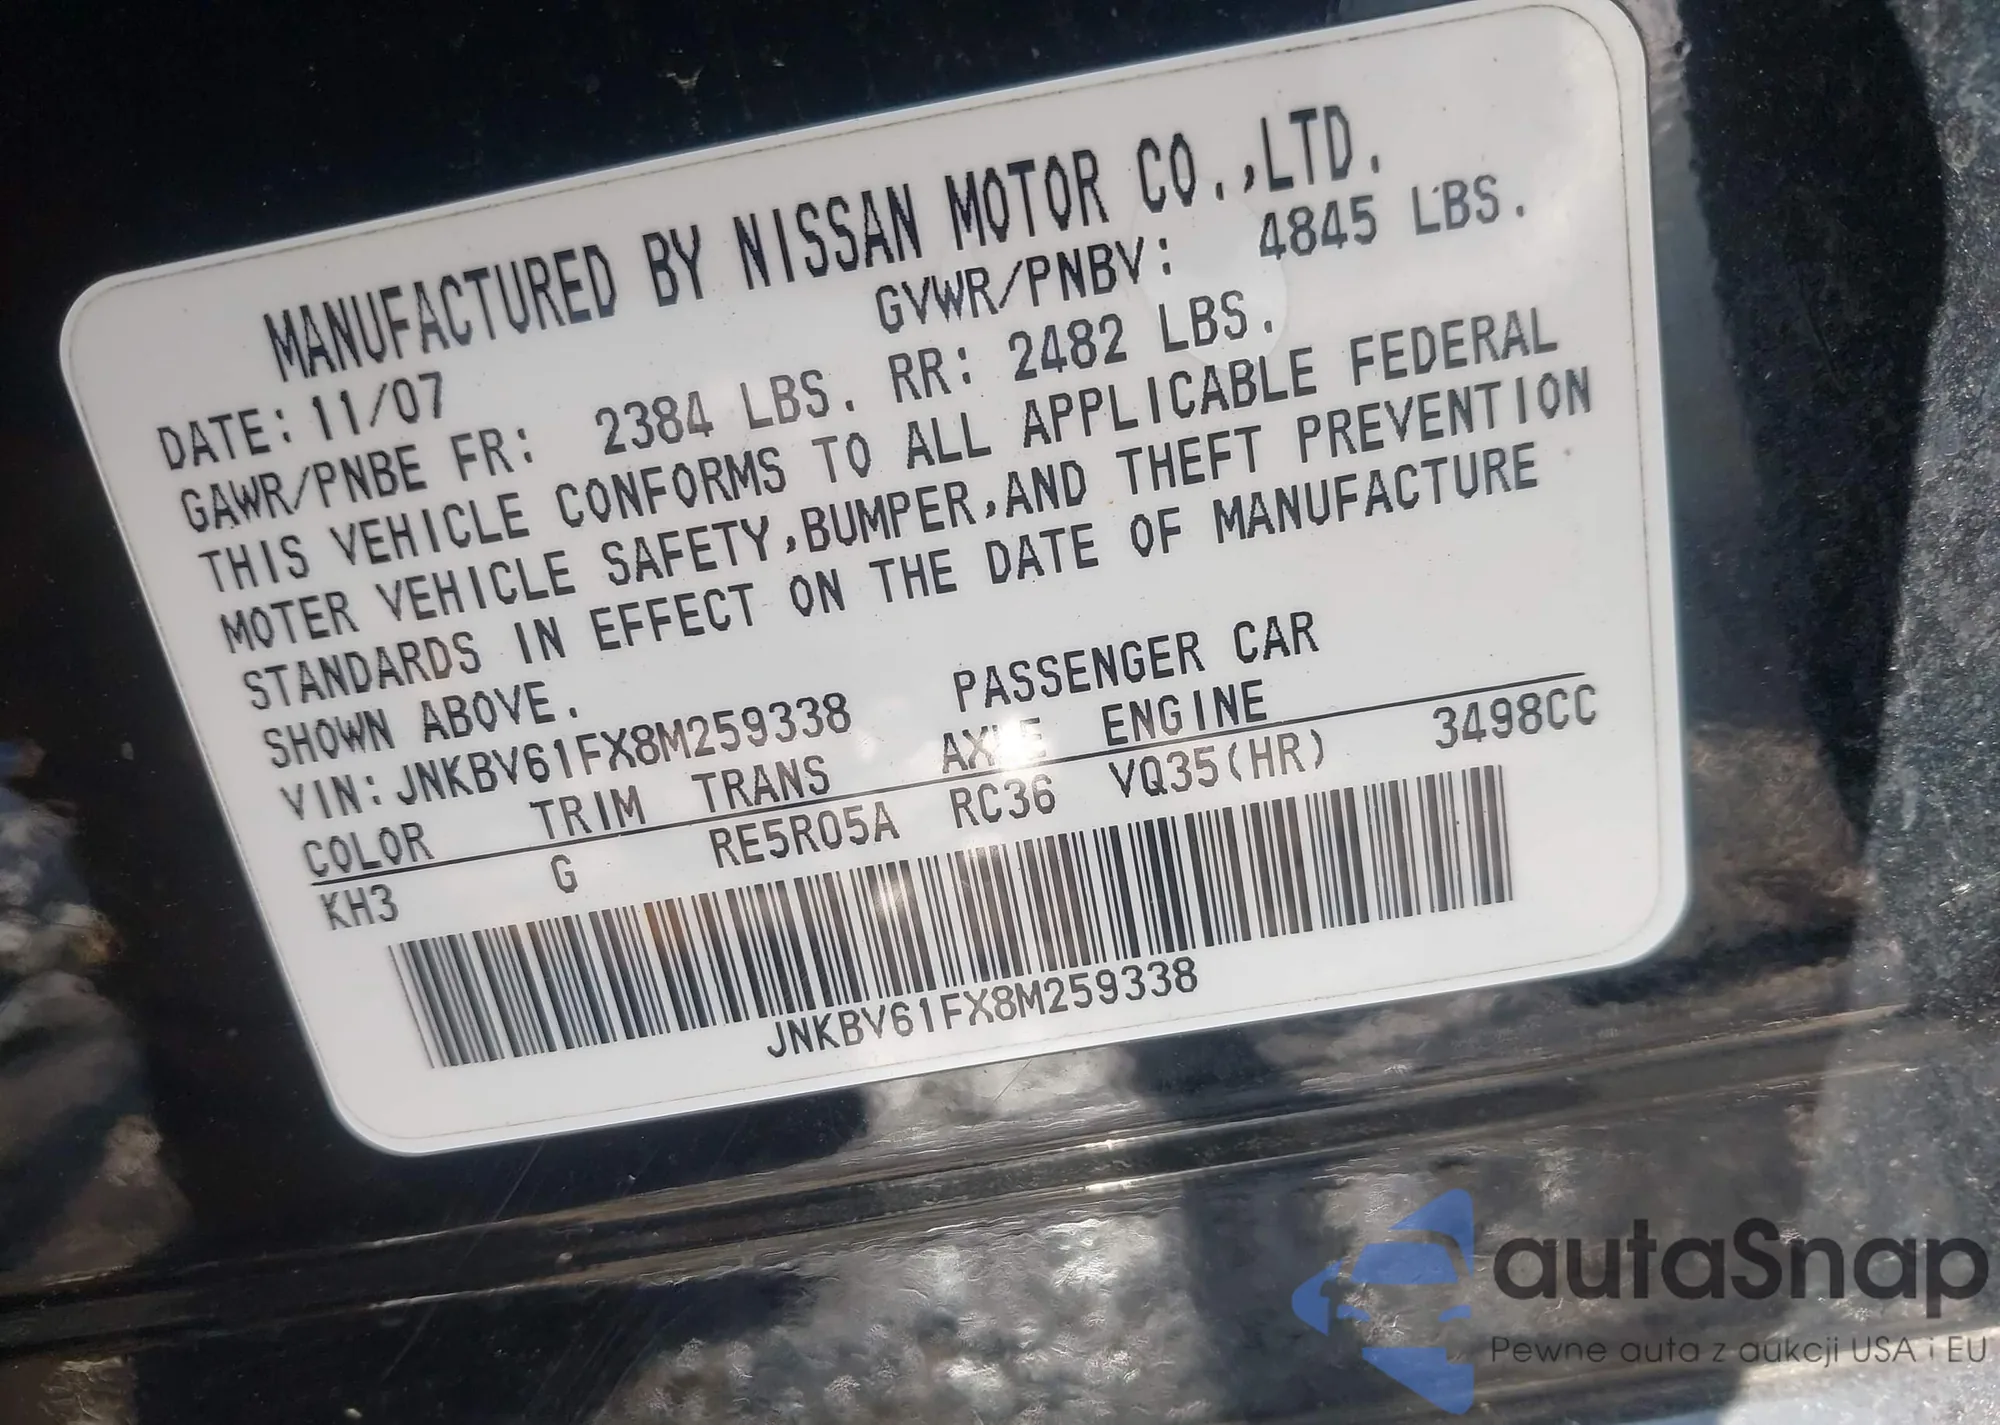 MANUFACTURED BY NISSAN MOTOR CO.,LTD.
DATE: 11/07 GVWR/PNBV: 4845 LBS.
GAWR/PNBE FR: 2384 LBS. RR: 2482 LBS.
THIS VEHICLE CONFORMS TO ALL APPLICABLE FEDERAL
MOTER VEHICLE SAFETY,BUMPER,AND THEFT PREVENTION
STANDARDS IN EFFECT ON THE DATE OF MANUFACTURE
SHOWN ABOVE.
VIN: JNKBV61FX8M259338 PASSENGER CAR
COLOR TRIM TRANS AXLE ENGINE
KH3 G RE5R05A RC36 VQ35(HR) 3498CC
JNKBV61FX8M259338
autaSnap
Pewne auta z aukcji USA i EU